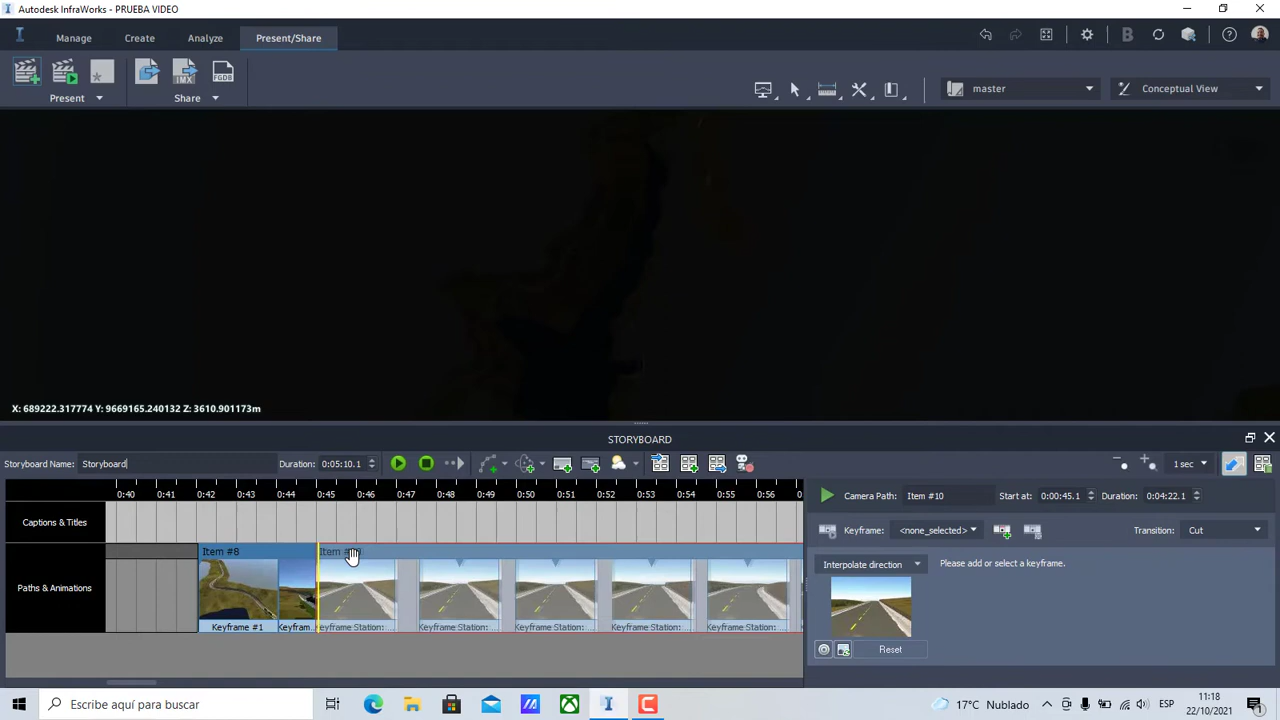 Autodesk InfraWorks - PRUEBA VIDEO
Manage Create Analyze Present/Share
IMX FGDB
Present Share
master Conceptual View
X: 689222.317774 Y: 9669165.240132 Z: 3610.901173m
STORYBOARD
Storyboard Name: Storyboard Duration: 0:05:10.1 1 sec
0:40 0:41 0:42 0:43 0:44 0:45 0:46 0:47 0:48 0:49 0:50 0:51 0:52 0:53 0:54 0:55 0:56
Camera Path: Item #10 Start at: 0:00:45.1 Duration: 0:04:22.1
Captions & Titles
Keyframe: <none_selected> Transition: Cut
Item #8
Interpolate direction Please add or select a keyframe.
Paths & Animations
Keyframe #1 Keyfram... Keyframe Station: ... Keyframe Station: ... Keyframe Station: ... Keyframe Station: ... Keyframe Station: ...
Reset
Escribe aquí para buscar
17°C Nublado ESP 11:18
22/10/2021